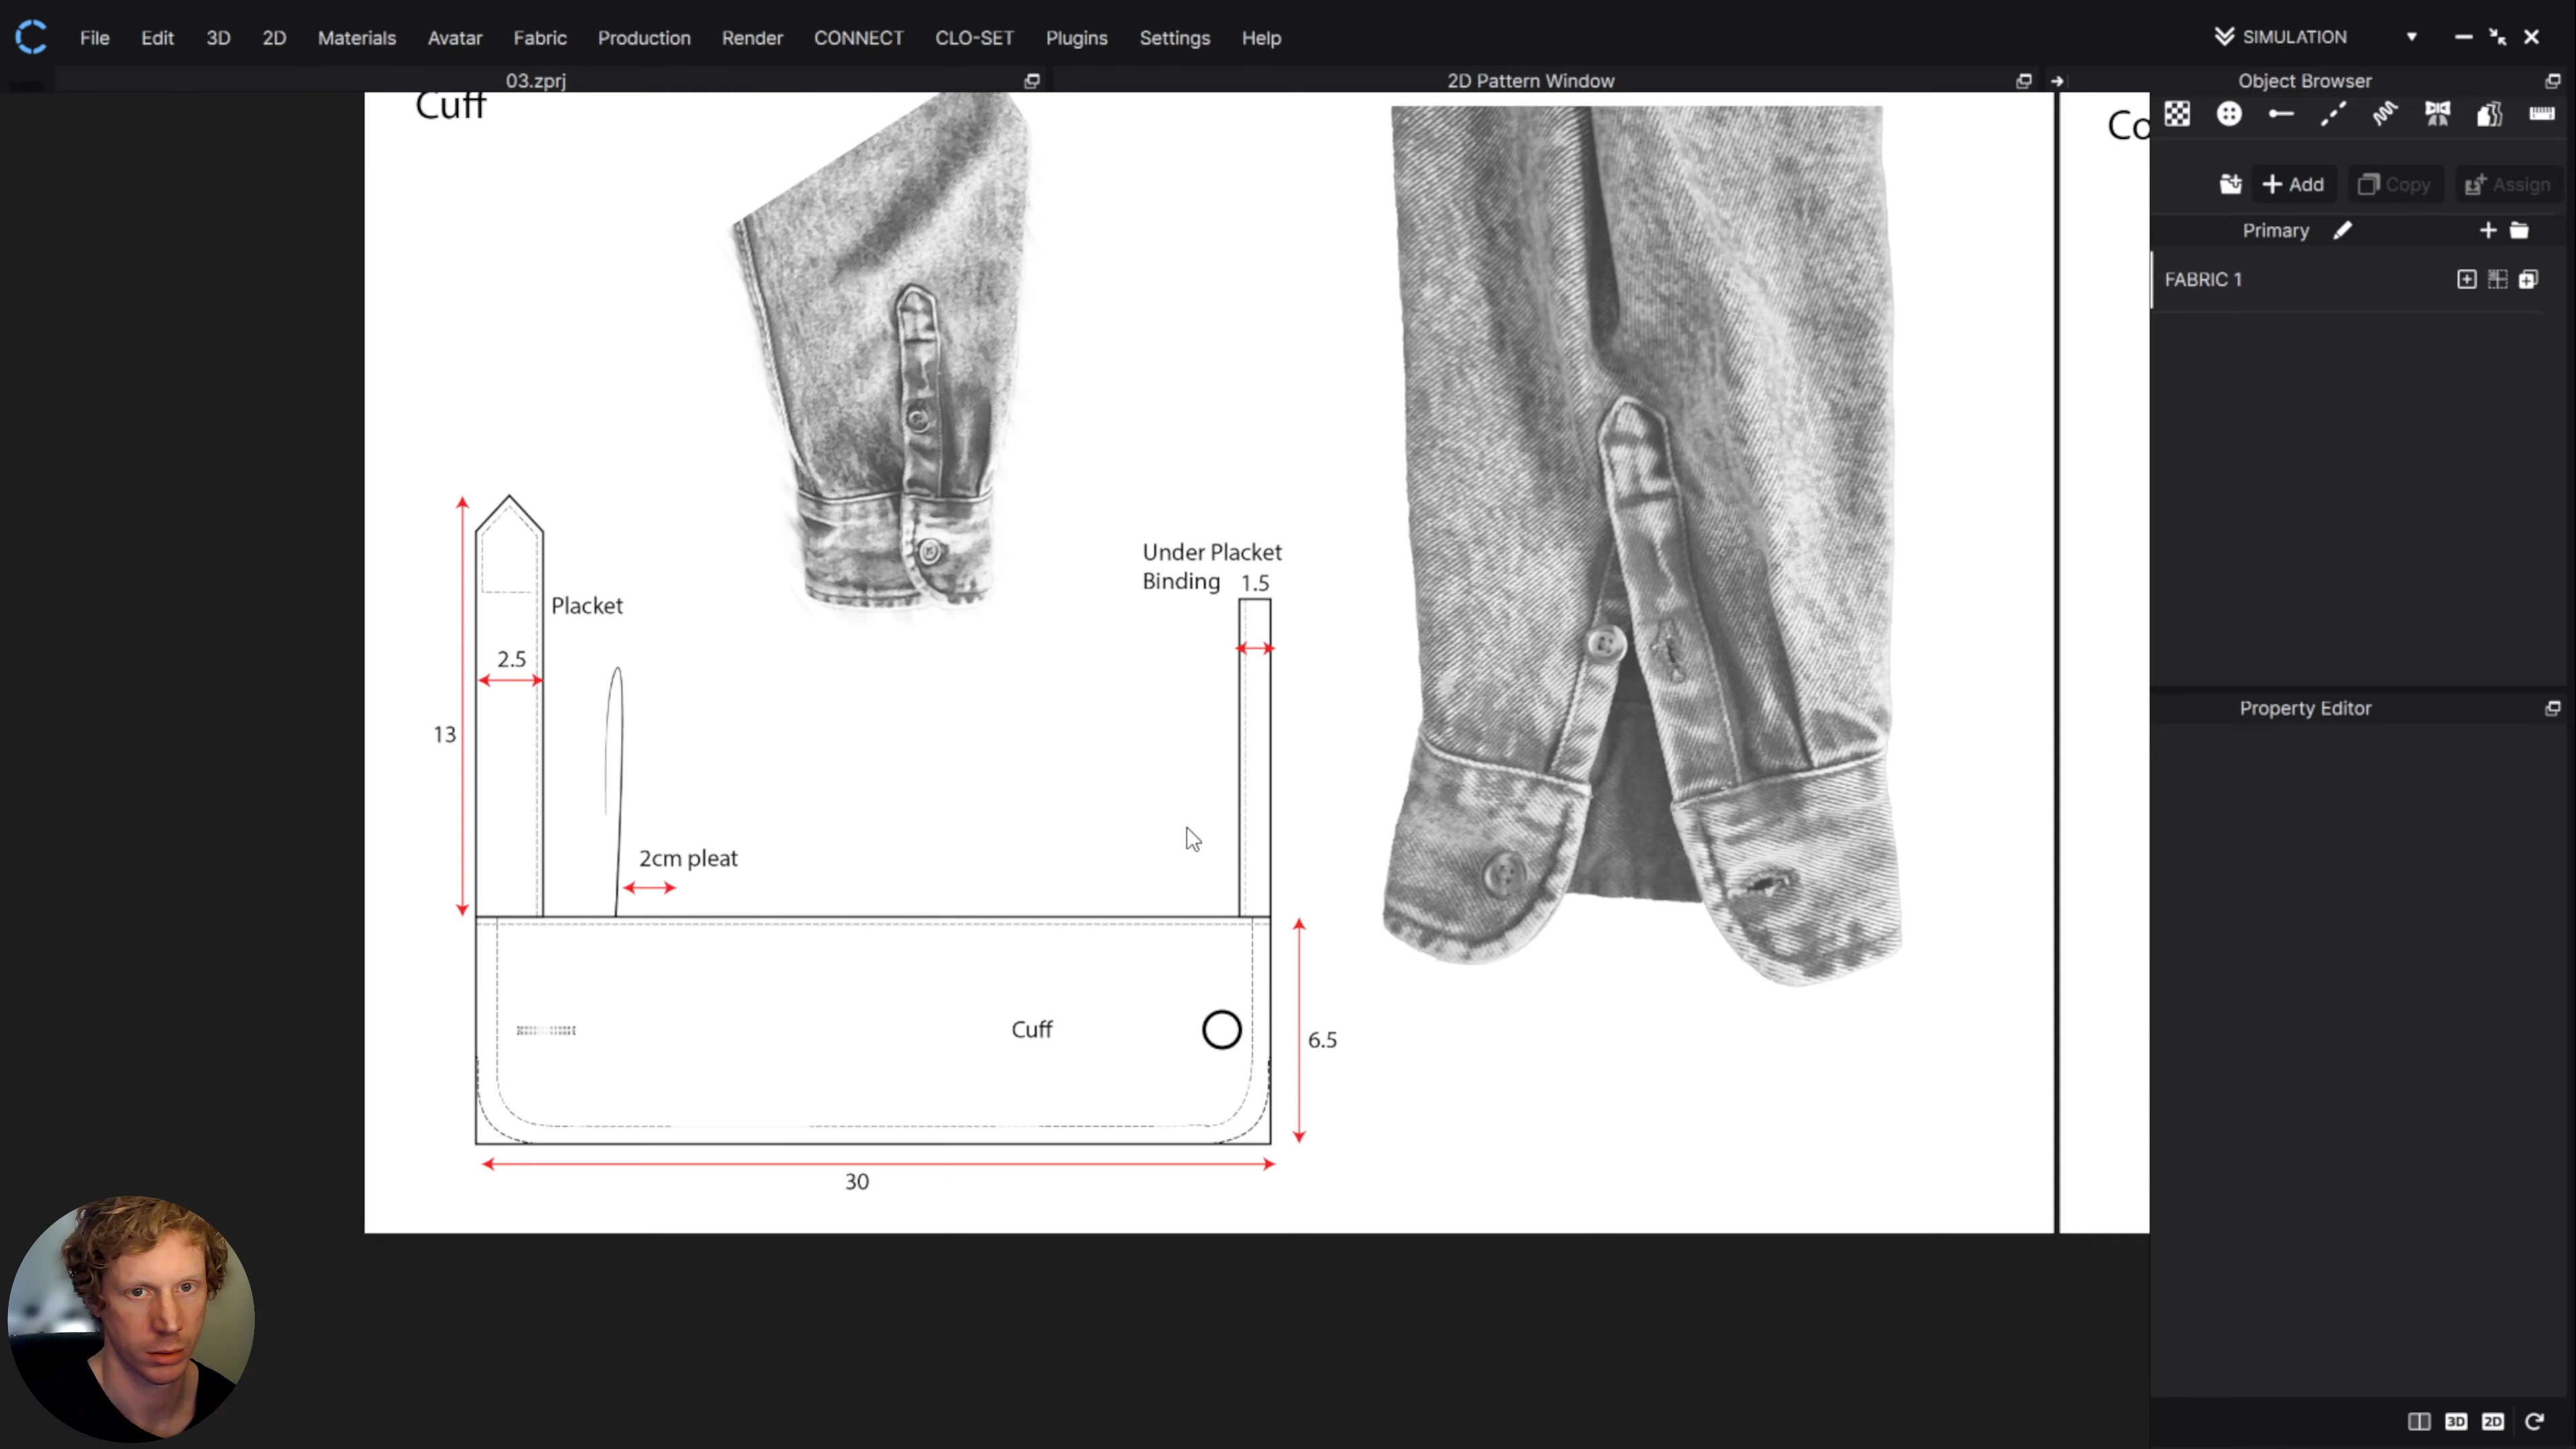 File Edit 3D 2D Materials Avatar Fabric Production Render CONNECT CLO-SET Plugins Settings Help
SIMULATION
03.zprj
2D Pattern Window
Object Browser
Cuff
Co
Add
Copy
Assign
Primary
FABRIC 1
Under Placket
Binding 1.5
Placket
2.5
13
2cm pleat
Property Editor
Cuff
6.5
30
3D 2D